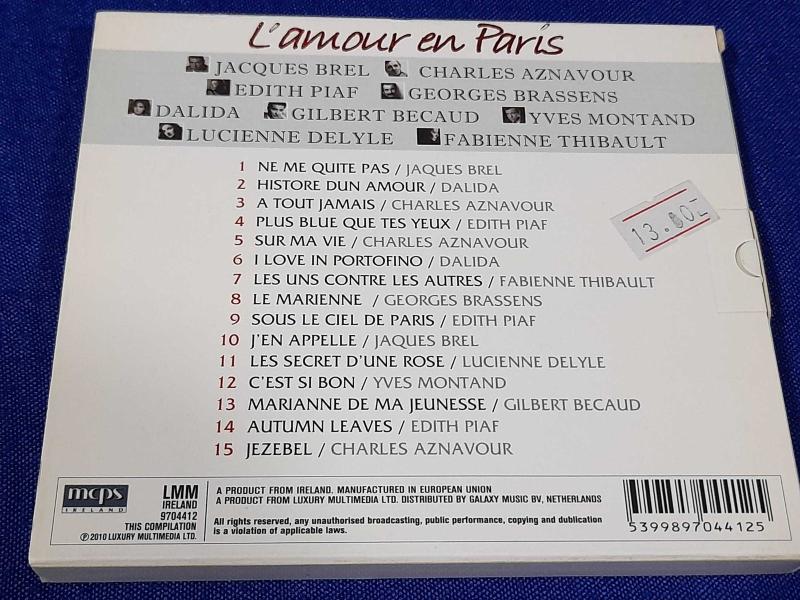 L'amour en Paris
JACQUES BREL CHARLES AZNAVOUR
EDITH PIAF GEORGES BRASSENS
DALIDA GILBERT BECAUD YVES MONTAND
LUCIENNE DELYLE FABIENNE THIBAULT
1 NE ME QUITE PAS / JAQUES BREL
2 HISTORE DUN AMOUR / DALIDA
3 A TOUT JAMAIS / CHARLES AZNAVOUR
4 PLUS BLUE QUE TES YEUX / EDITH PIAF
5 SUR MA VIE / CHARLES AZNAVOUR
6 I LOVE IN PORTOFINO / DALIDA
7 LES UNS CONTRE LES AUTRES / FABIENNE THIBAULT
8 LE MARIENNE / GEORGES BRASSENS
9 SOUS LE CIEL DE PARIS / EDITH PIAF
10 J'EN APPELLE / JAQUES BREL
11 LES SECRET D'UNE ROSE / LUCIENNE DELYLE
12 C'EST SI BON / YVES MONTAND
13 MARIANNE DE MA JEUNESSE / GILBERT BECAUD
14 AUTUMN LEAVES / EDITH PIAF
15 JEZEBEL / CHARLES AZNAVOUR
13.00
mcps
IRELAND
LMM
IRELAND
9704412
THIS COMPILATION
℗2010 LUXURY MULTIMEDIA LTD.
A PRODUCT FROM IRELAND. MANUFACTURED IN EUROPEAN UNION
A PRODUCT FROM LUXURY MULTIMEDIA LTD. DISTRIBUTED BY GALAXY MUSIC BV, NETHERLANDS
All rights reserved, any unauthorised broadcasting, public performance, copying and dublication
is a violation of applicable laws.
5399897044125